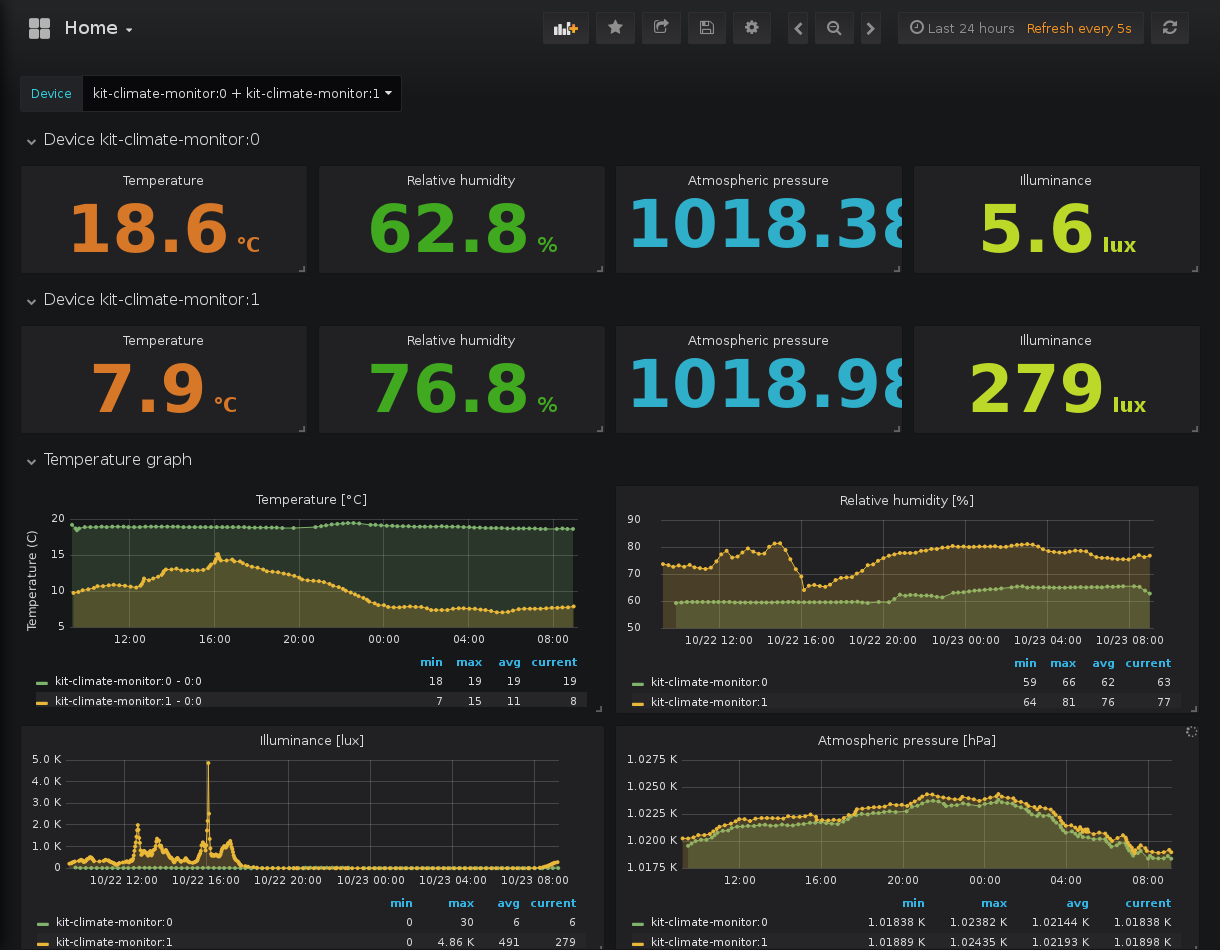 Home
Last 24 hours Refresh every 5s
Device kit-climate-monitor:0 + kit-climate-monitor:1
Device kit-climate-monitor:0
Temperature Relative humidity Atmospheric pressure Illuminance
18.6 °C 62.8 % 1018.38 5.6 lux
Device kit-climate-monitor:1
Temperature Relative humidity Atmospheric pressure Illuminance
7.9 °C 76.8 % 1018.98 279 lux
Temperature graph
Temperature [°C]
Temperature (C)
20
15
10
5
12:00 16:00 20:00 00:00 04:00 08:00
min max avg current
kit-climate-monitor:0 - 0:0 18 19 19 19
kit-climate-monitor:1 - 0:0 7 15 11 8
Relative humidity [%]
90
80
70
60
50
10/22 12:00 10/22 16:00 10/22 20:00 10/23 00:00 10/23 04:00 10/23 08:00
min max avg current
kit-climate-monitor:0 59 66 62 63
kit-climate-monitor:1 64 81 76 77
Illuminance [lux]
5.0 K
4.0 K
3.0 K
2.0 K
1.0 K
0
10/22 12:00 10/22 16:00 10/22 20:00 10/23 00:00 10/23 04:00 10/23 08:00
min max avg current
kit-climate-monitor:0 0 30 6 6
kit-climate-monitor:1 0 4.86 K 491 279
Atmospheric pressure [hPa]
1.0275 K
1.0250 K
1.0225 K
1.0200 K
1.0175 K
12:00 16:00 20:00 00:00 04:00 08:00
min max avg current
kit-climate-monitor:0 1.01838 K 1.02382 K 1.02144 K 1.01838 K
kit-climate-monitor:1 1.01889 K 1.02435 K 1.02193 K 1.01898 K